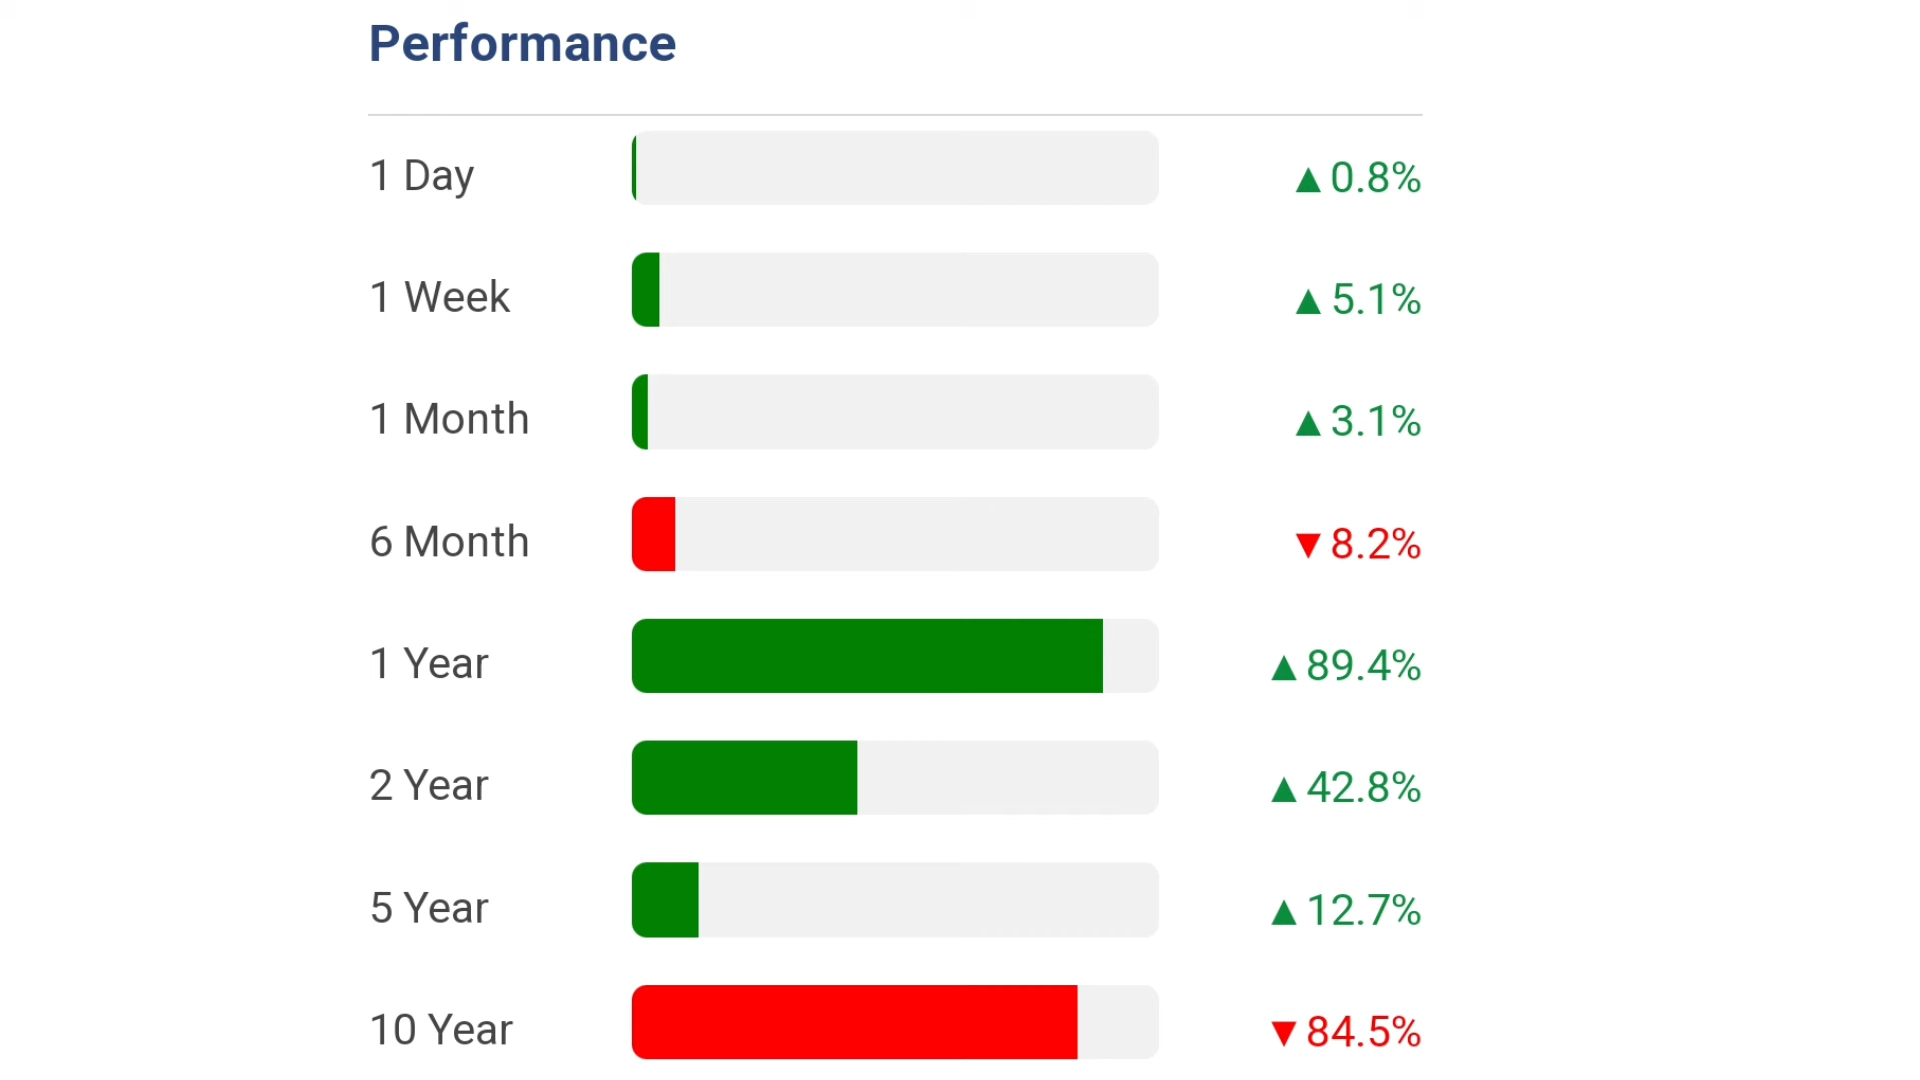 Performance
1 Day ▲0.8%
1 Week ▲5.1%
1 Month ▲3.1%
6 Month ▼8.2%
1 Year ▲89.4%
2 Year ▲42.8%
5 Year ▲12.7%
10 Year ▼84.5%